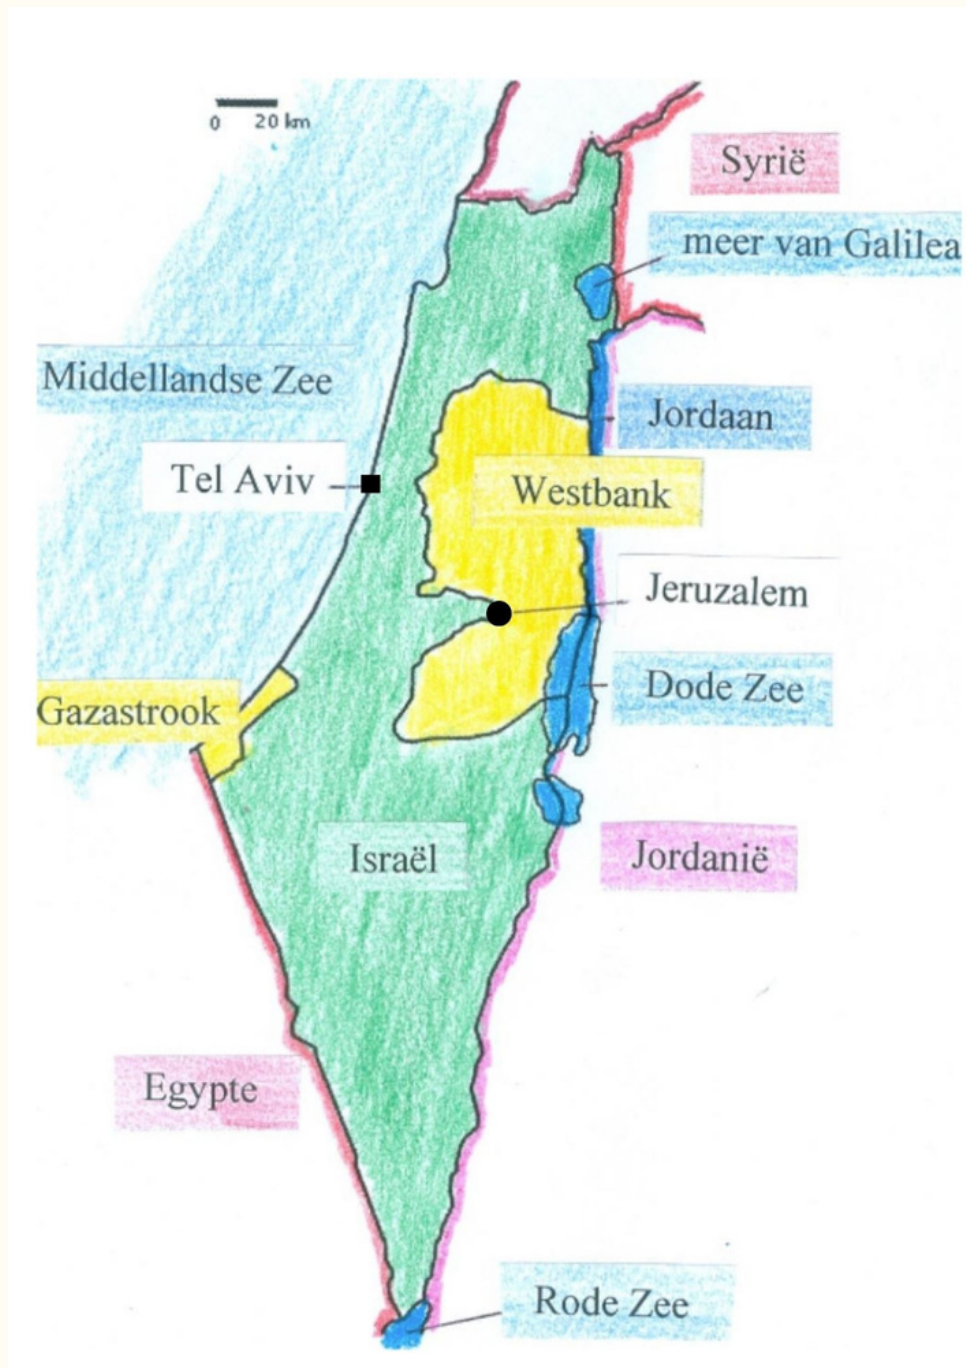 0 20 km
Syrië
meer van Galilea
Middellandse Zee
Jordaan
Tel Aviv
Westbank
Jeruzalem
Dode Zee
Gazastrook
Israël
Jordanië
Egypte
Rode Zee